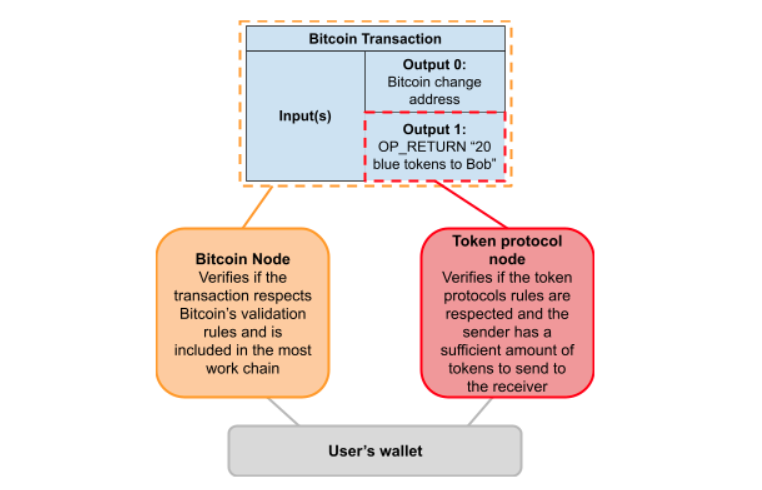 Bitcoin Transaction
Input(s)
Output 0:
Bitcoin change
address
Output 1:
OP_RETURN “20
blue tokens to Bob”
Bitcoin Node
Verifies if the
transaction respects
Bitcoin’s validation
rules and is
included in the most
work chain
Token protocol
node
Verifies if the token
protocols rules are
respected and the
sender has a
sufficient amount of
tokens to send to
the receiver
User’s wallet